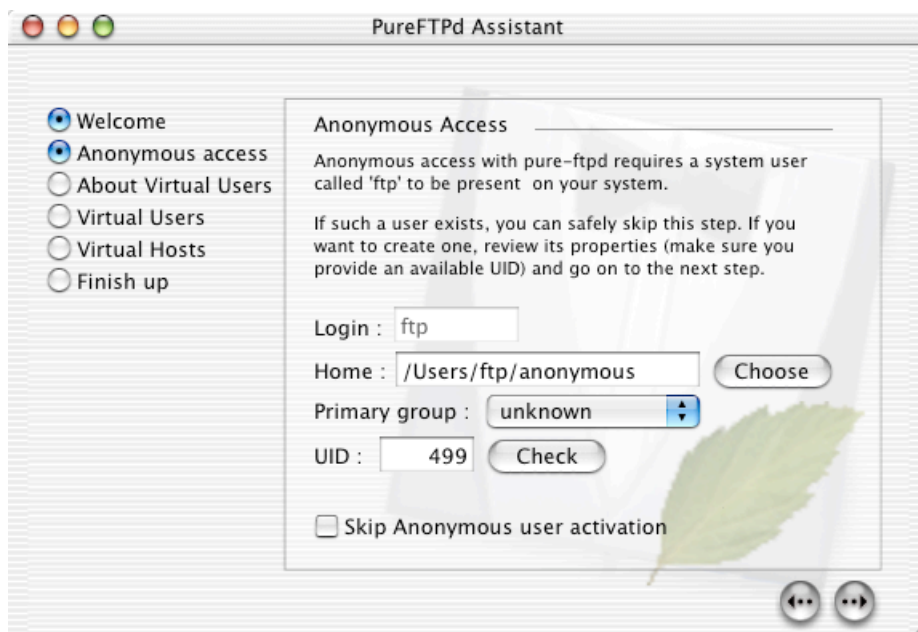 PureFTPd Assistant
Welcome
Anonymous access
About Virtual Users
Virtual Users
Virtual Hosts
Finish up
Anonymous Access
Anonymous access with pure-ftpd requires a system user
called 'ftp' to be present on your system.
If such a user exists, you can safely skip this step. If you
want to create one, review its properties (make sure you
provide an available UID) and go on to the next step.
Login : ftp
Home : /Users/ftp/anonymous Choose
Primary group : unknown
UID : 499 Check
Skip Anonymous user activation